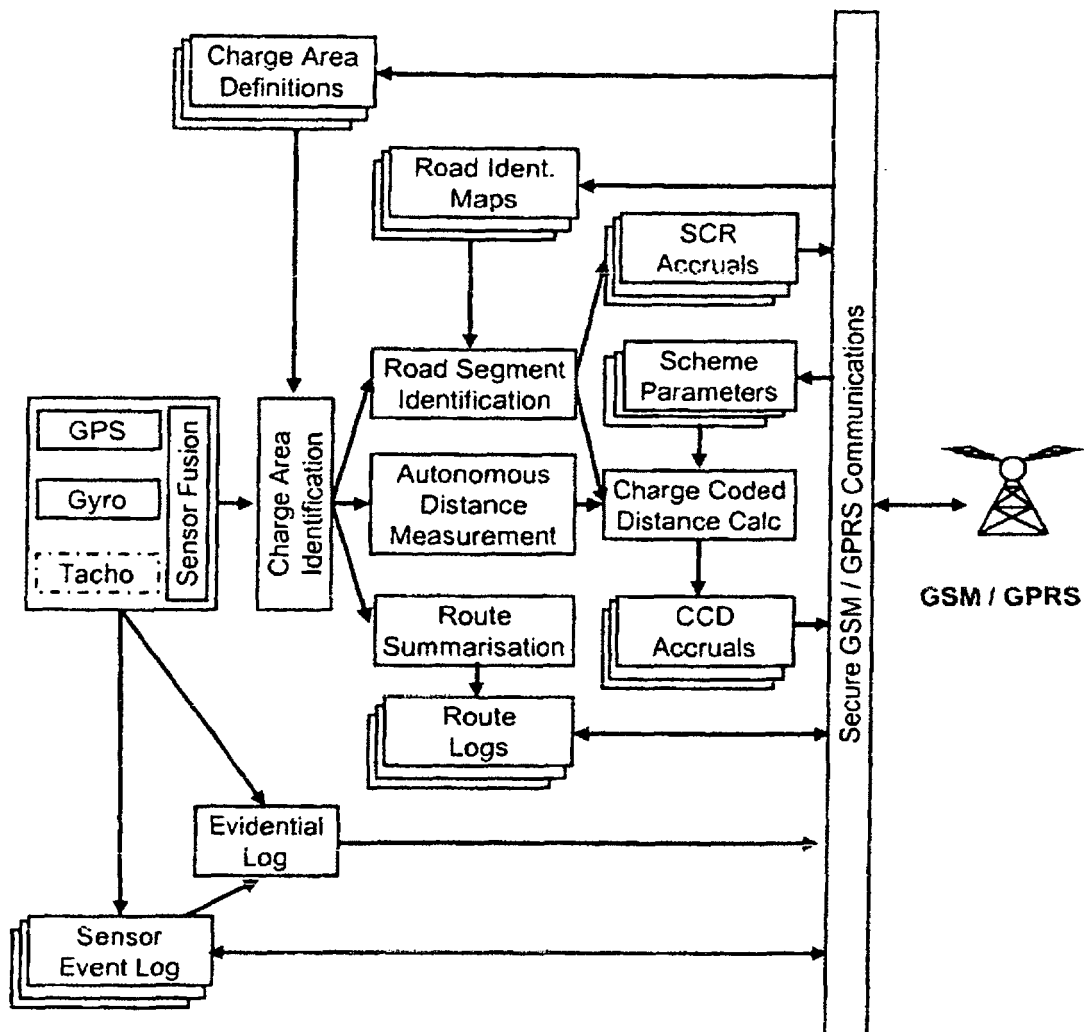 Charge Area
Definitions
Road Ident.
Maps
SCR
Accruals
Road Segment
Identification
Scheme
Parameters
GPS
Gyro
Tacho
Sensor Fusion
Charge Area
Identification
Autonomous
Distance
Measurement
Charge Coded
Distance Calc
Route
Summarisation
CCD
Accruals
Route
Logs
Evidential
Log
Sensor
Event Log
Secure GSM / GPRS Communications
GSM / GPRS